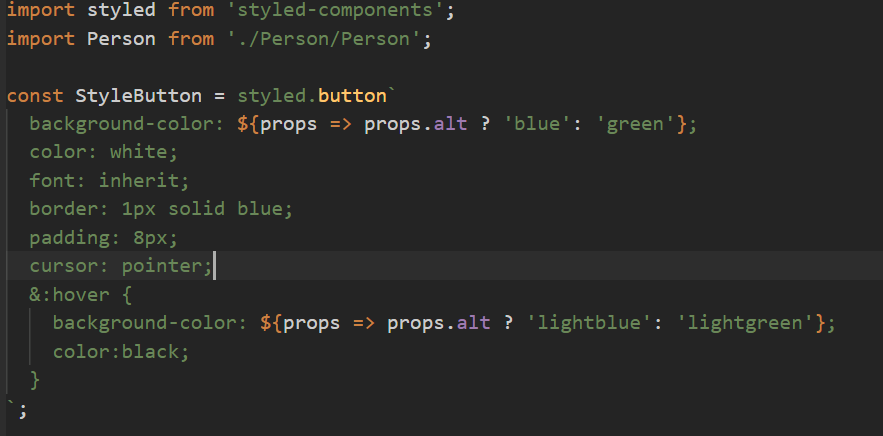 import styled from 'styled-components';
import Person from './Person/Person';
const StyleButton = styled.button`
background-color: ${props => props.alt ? 'blue': 'green'};
color: white;
font: inherit;
border: 1px solid blue;
padding: 8px;
cursor: pointer;
&:hover {
background-color: ${props => props.alt ? 'lightblue': 'lightgreen'};
color:black;
}
`;